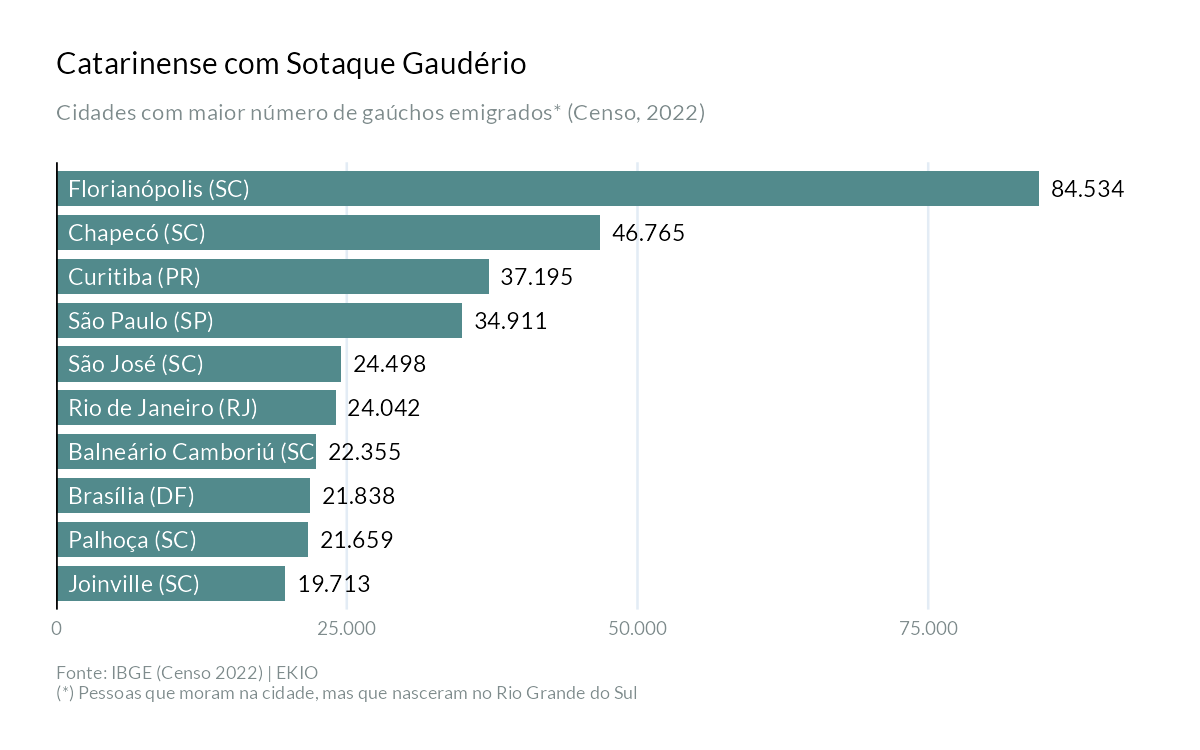 Catarinense com Sotaque Gaudério
Cidades com maior número de gaúchos emigrados* (Censo, 2022)
Florianópolis (SC) 84.534
Chapecó (SC) 46.765
Curitiba (PR) 37.195
São Paulo (SP) 34.911
São José (SC) 24.498
Rio de Janeiro (RJ) 24.042
Balneário Camboriú (SC 22.355
Brasília (DF) 21.838
Palhoça (SC) 21.659
Joinville (SC) 19.713
0 25.000 50.000 75.000
Fonte: IBGE (Censo 2022) | EKIO
(*) Pessoas que moram na cidade, mas que nasceram no Rio Grande do Sul